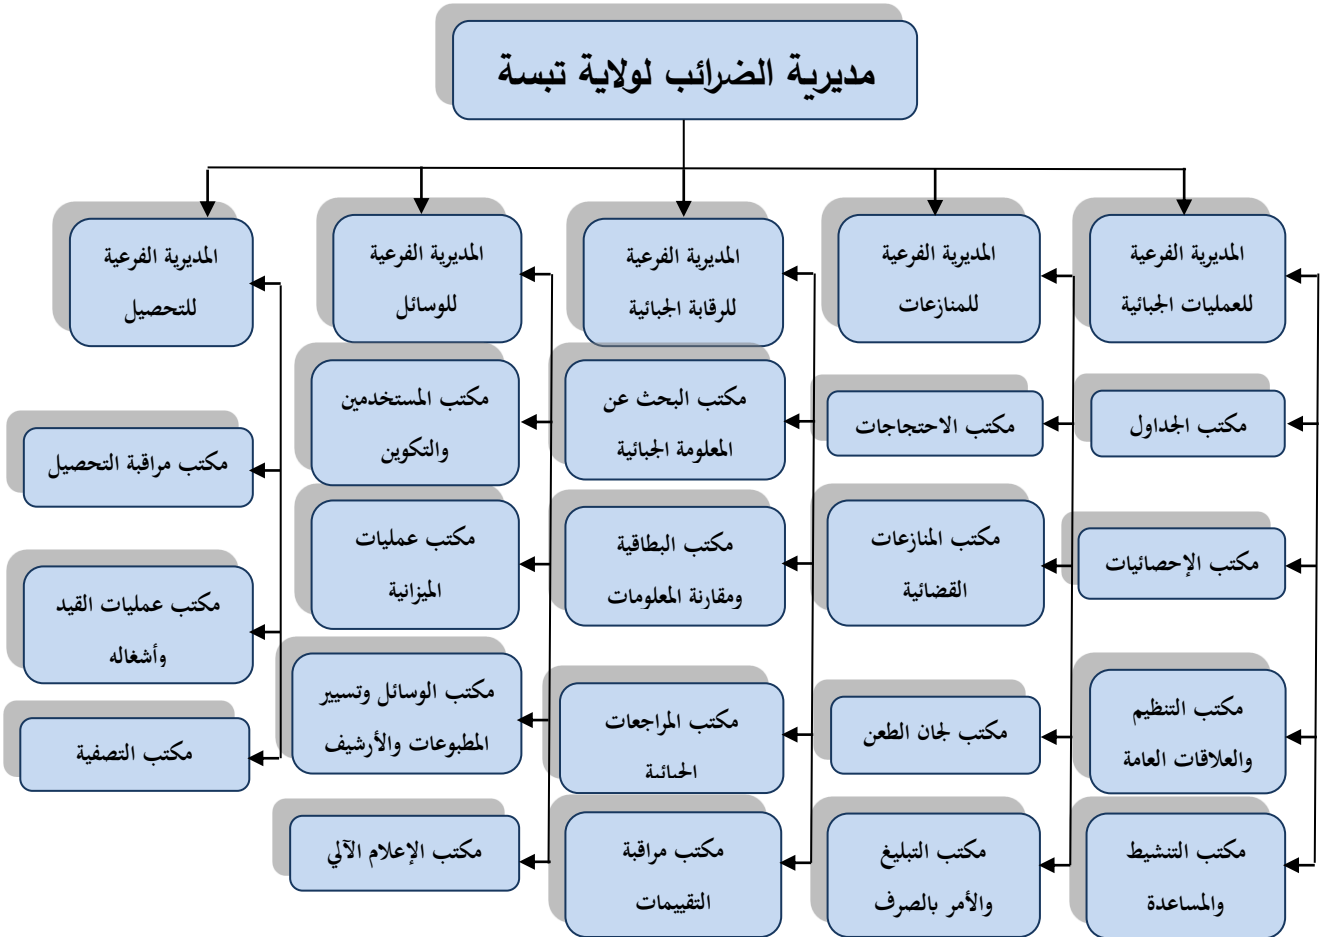 مديرية الضرائب لولاية تبسة
المديرية الفرعية
للعمليات الجبائية
مكتب الجداول
مكتب الإحصائيات
مكتب التنظيم
والعلاقات العامة
مكتب التنشيط
والمساعدة
المديرية الفرعية
للمنازعات
مكتب الاحتجاجات
مكتب المنازعات
القضائية
مكتب لجان الطعن
مكتب التبليغ
والأمر بالصرف
المديرية الفرعية
للرقابة الجبائية
مكتب البحث عن
المعلومة الجبائية
مكتب البطاقية
ومقارنة المعلومات
مكتب المراجعات
الجبائية
مكتب مراقبة
التقييمات
المديرية الفرعية
للوسائل
مكتب المستخدمين
والتكوين
مكتب عمليات
الميزانية
مكتب الوسائل وتسيير
المطبوعات والأرشيف
مكتب الإعلام الآلي
المديرية الفرعية
للتحصيل
مكتب مراقبة التحصيل
مكتب عمليات القيد
وأشغاله
مكتب التصفية